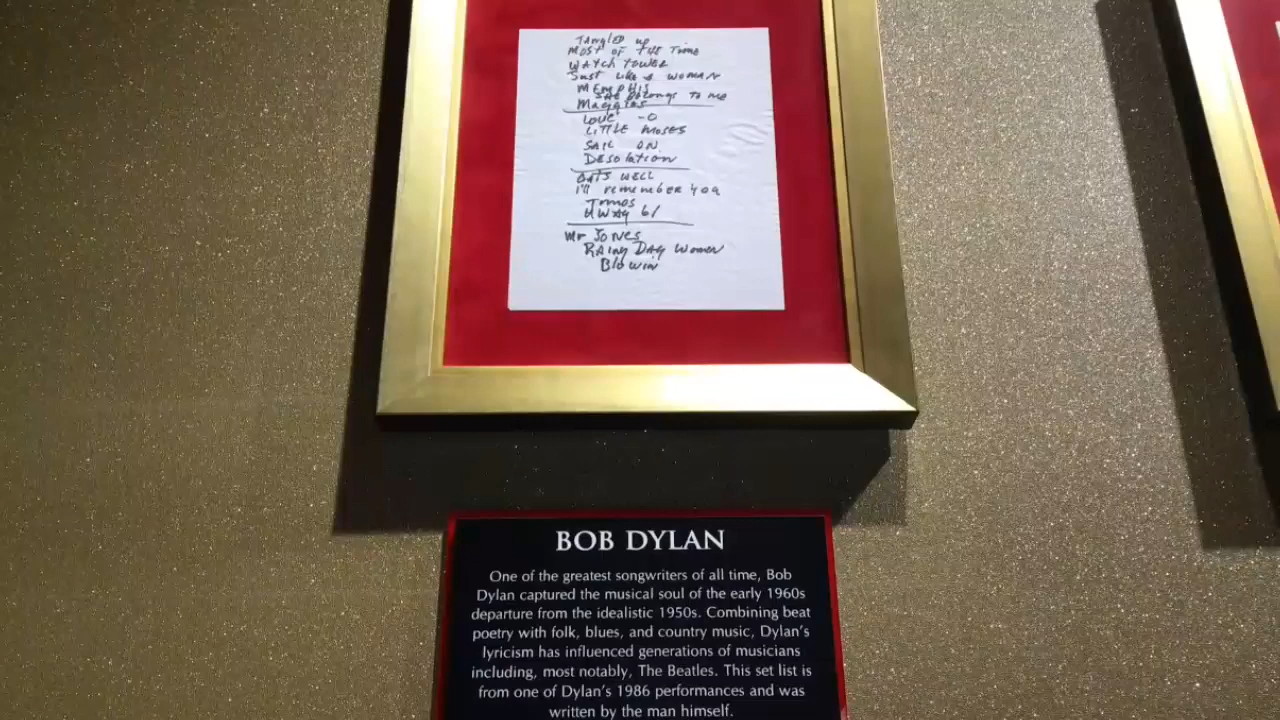 TANGLED UP
MOST OF THE TIME
WATCH TOWER
JUST LIKE A WOMAN
MEMPHIS
SHE BELONGS TO ME
MAGGIES
LOVE -O
LITTLE MOSES
SAIL ON
DESOLATION
WELL
I'll remember you
HWAY 61
Mr JONES
RAINY DAY WOMEN
Blowin
BOB DYLAN
One of the greatest songwriters of all time, Bob
Dylan captured the musical soul of the early 1960s
departure from the idealistic 1950s. Combining beat
poetry with folk, blues, and country music, Dylan's
lyricism has influenced generations of musicians
including, most notably, The Beatles. This set list is
from one of Dylan's 1986 performances and was
written by the man himself.